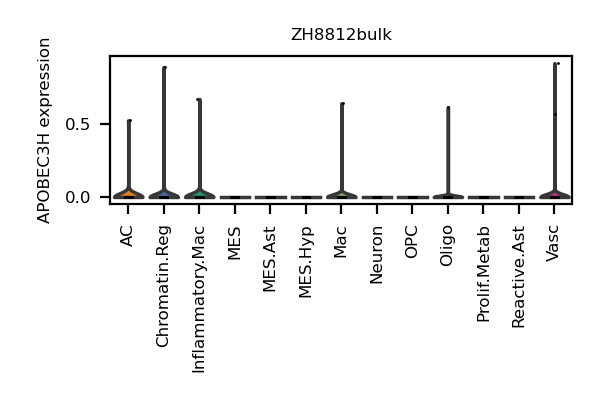 ZH8812bulk
APOBEC3H expression
0.5
0.0
AC
Chromatin.Reg
Inflammatory.Mac
MES
MES.Ast
MES.Hyp
Mac
Neuron
OPC
Oligo
Prolif.Metab
Reactive.Ast
Vasc